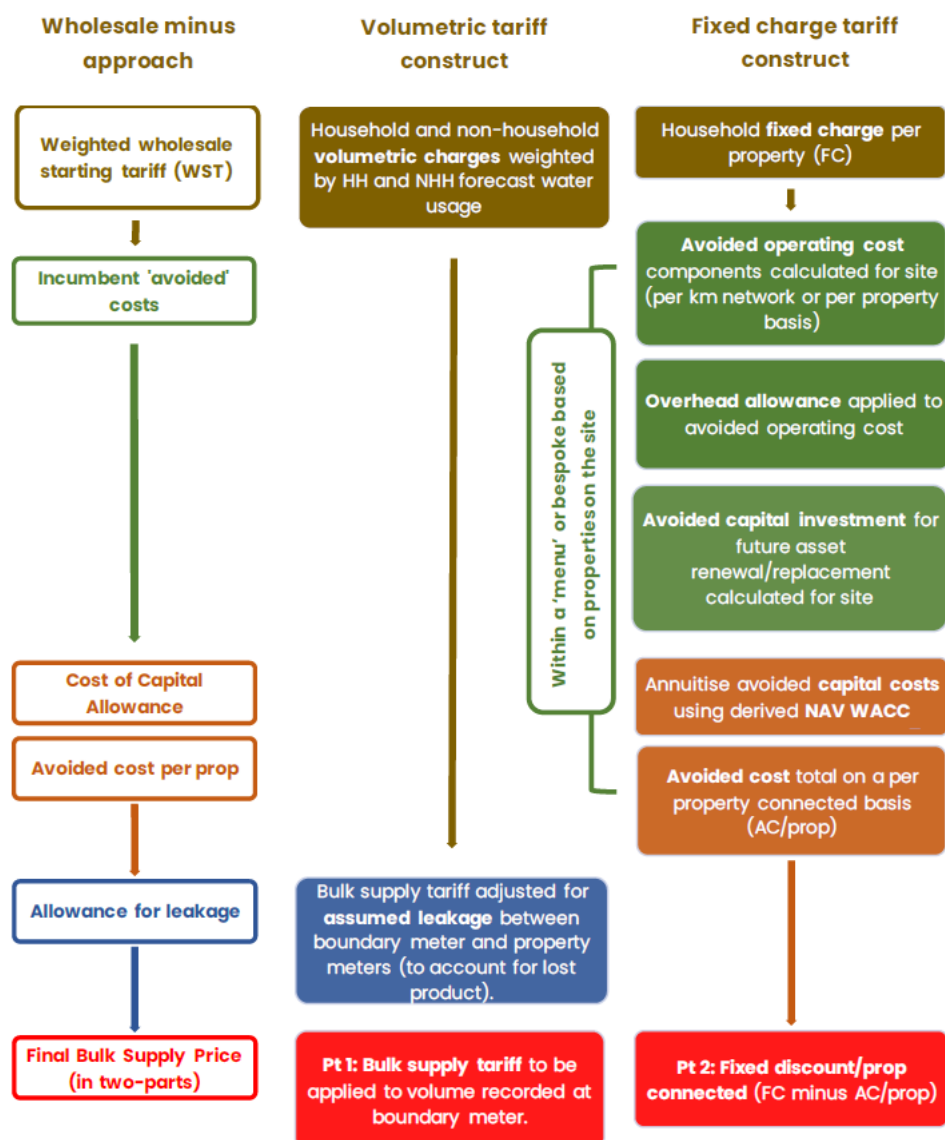 Wholesale minus
approach
Weighted wholesale
starting tariff (WST)
Incumbent 'avoided'
costs
Cost of Capital
Allowance
Avoided cost per prop
Allowance for leakage
Final Bulk Supply Price
(in two-parts)
Volumetric tariff
construct
Household and non-household
volumetric charges weighted
by HH and NHH forecast water
usage
Bulk supply tariff adjusted for
assumed leakage between
boundary meter and property
meters (to account for lost
product).
Pt 1: Bulk supply tariff to be
applied to volume recorded at
boundary meter.
Within a ‘menu’ or bespoke based
on properties on the site
Fixed charge tariff
construct
Household fixed charge per
property (FC)
Avoided operating cost
components calculated for site
(per km network or per property
basis)
Overhead allowance applied to
avoided operating cost
Avoided capital investment for
future asset
renewal/replacement
calculated for site
Annuitise avoided capital costs
using derived NAV WACC
Avoided cost total on a per
property connected basis
(AC/prop)
Pt 2: Fixed discount/prop
connected (FC minus AC/prop)